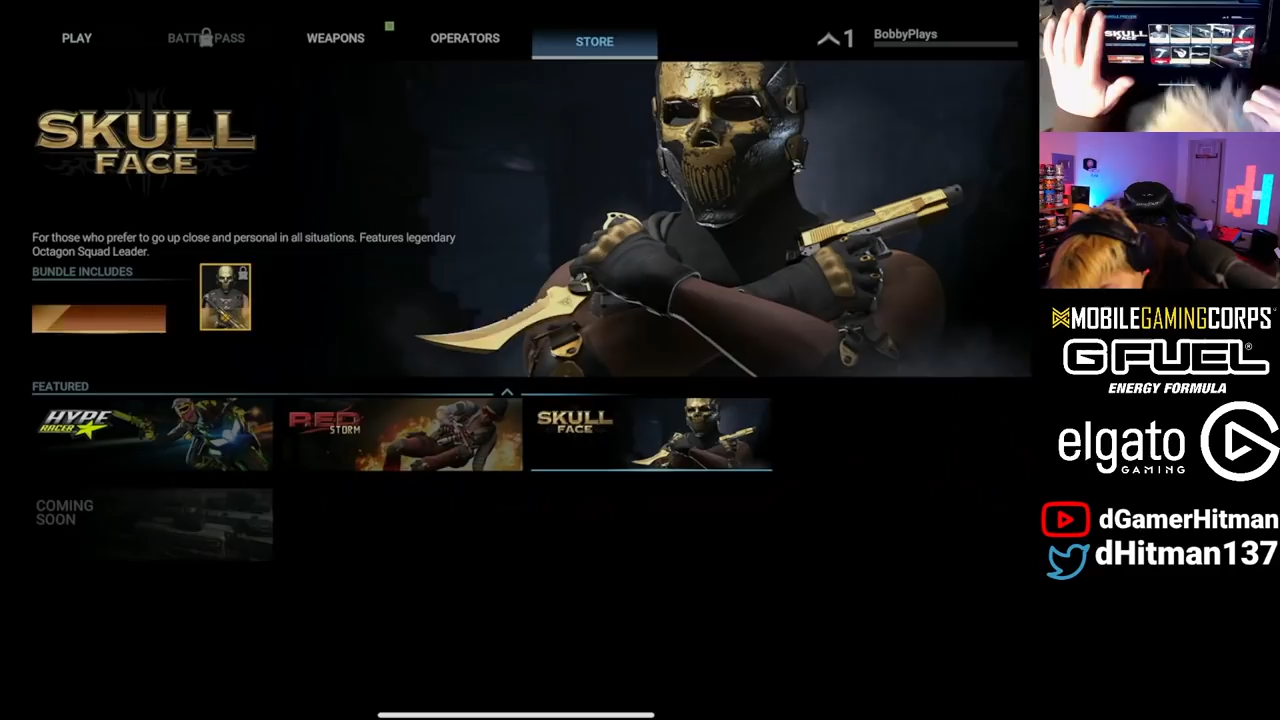 PLAY
BATTLE PASS
WEAPONS
OPERATORS
STORE
1
BobbyPlays
SKULL
FACE
For those who prefer to go up close and personal in all situations. Features legendary
Octagon Squad Leader.
BUNDLE INCLUDES
FEATURED
HYPE
RACER
RED
STORM
SKULL
FACE
COMING
SOON
SKULL
MOBILEGAMINGCORPS
G FUEL®
ENERGY FORMULA
elgato
GAMING
dGamerHitman
dHitman137